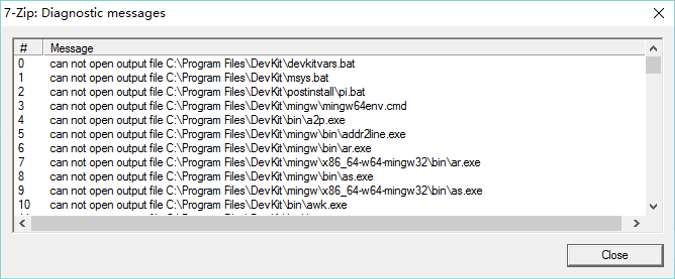 7-Zip: Diagnostic messages
# Message
0 can not open output file C:\Program Files\DevKit\devkitvars.bat
1 can not open output file C:\Program Files\DevKit\msys.bat
2 can not open output file C:\Program Files\DevKit\postinstall\pi.bat
3 can not open output file C:\Program Files\DevKit\mingw\mingw64env.cmd
4 can not open output file C:\Program Files\DevKit\bin\a2p.exe
5 can not open output file C:\Program Files\DevKit\mingw\bin\addr2line.exe
6 can not open output file C:\Program Files\DevKit\mingw\bin\ar.exe
7 can not open output file C:\Program Files\DevKit\mingw\x86_64-w64-mingw32\bin\ar.exe
8 can not open output file C:\Program Files\DevKit\mingw\bin\as.exe
9 can not open output file C:\Program Files\DevKit\mingw\x86_64-w64-mingw32\bin\as.exe
10 can not open output file C:\Program Files\DevKit\bin\awk.exe
Close